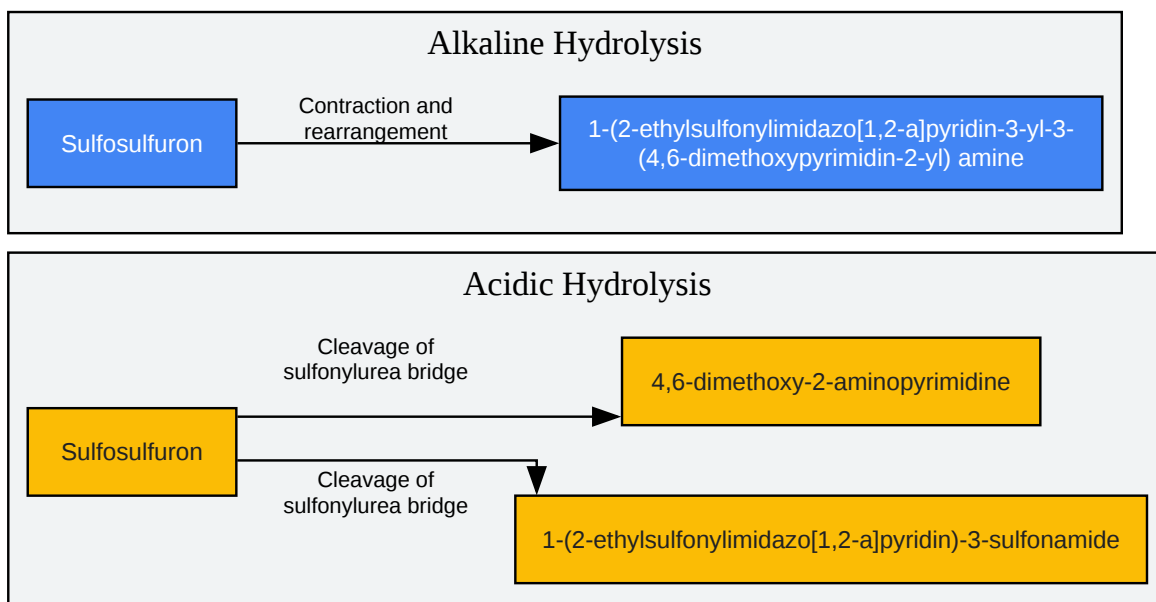 Alkaline Hydrolysis
Contraction and
rearrangement
Sulfosulfuron
1-(2-ethylsulfonylimidazo[1,2-a]pyridin-3-yl-3-
(4,6-dimethoxypyrimidin-2-yl) amine
Acidic Hydrolysis
Cleavage of
sulfonylurea bridge
4,6-dimethoxy-2-aminopyrimidine
Sulfosulfuron
Cleavage of
sulfonylurea bridge
1-(2-ethylsulfonylimidazo[1,2-a]pyridin)-3-sulfonamide